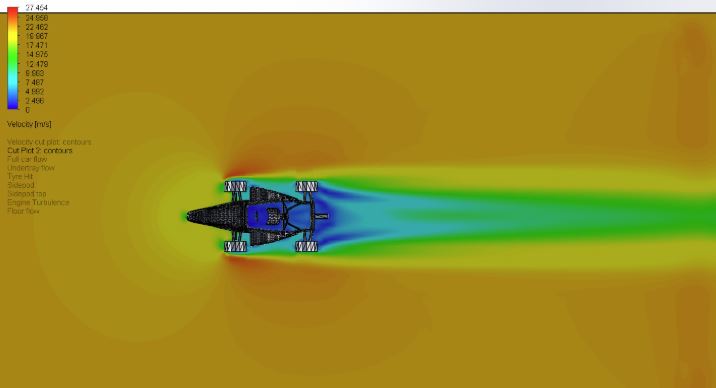 27.454
24.958
22.462
19.967
17.471
14.975
12.479
9.983
7.487
4.992
2.496
0
Velocity [m/s]
Velocity cut plot: contours
Cut Plot 2: contours
Full car flow
Undertray flow
Tyre Hit
Sidepod
Sidepod top
Engine Turbulence
Floor flow